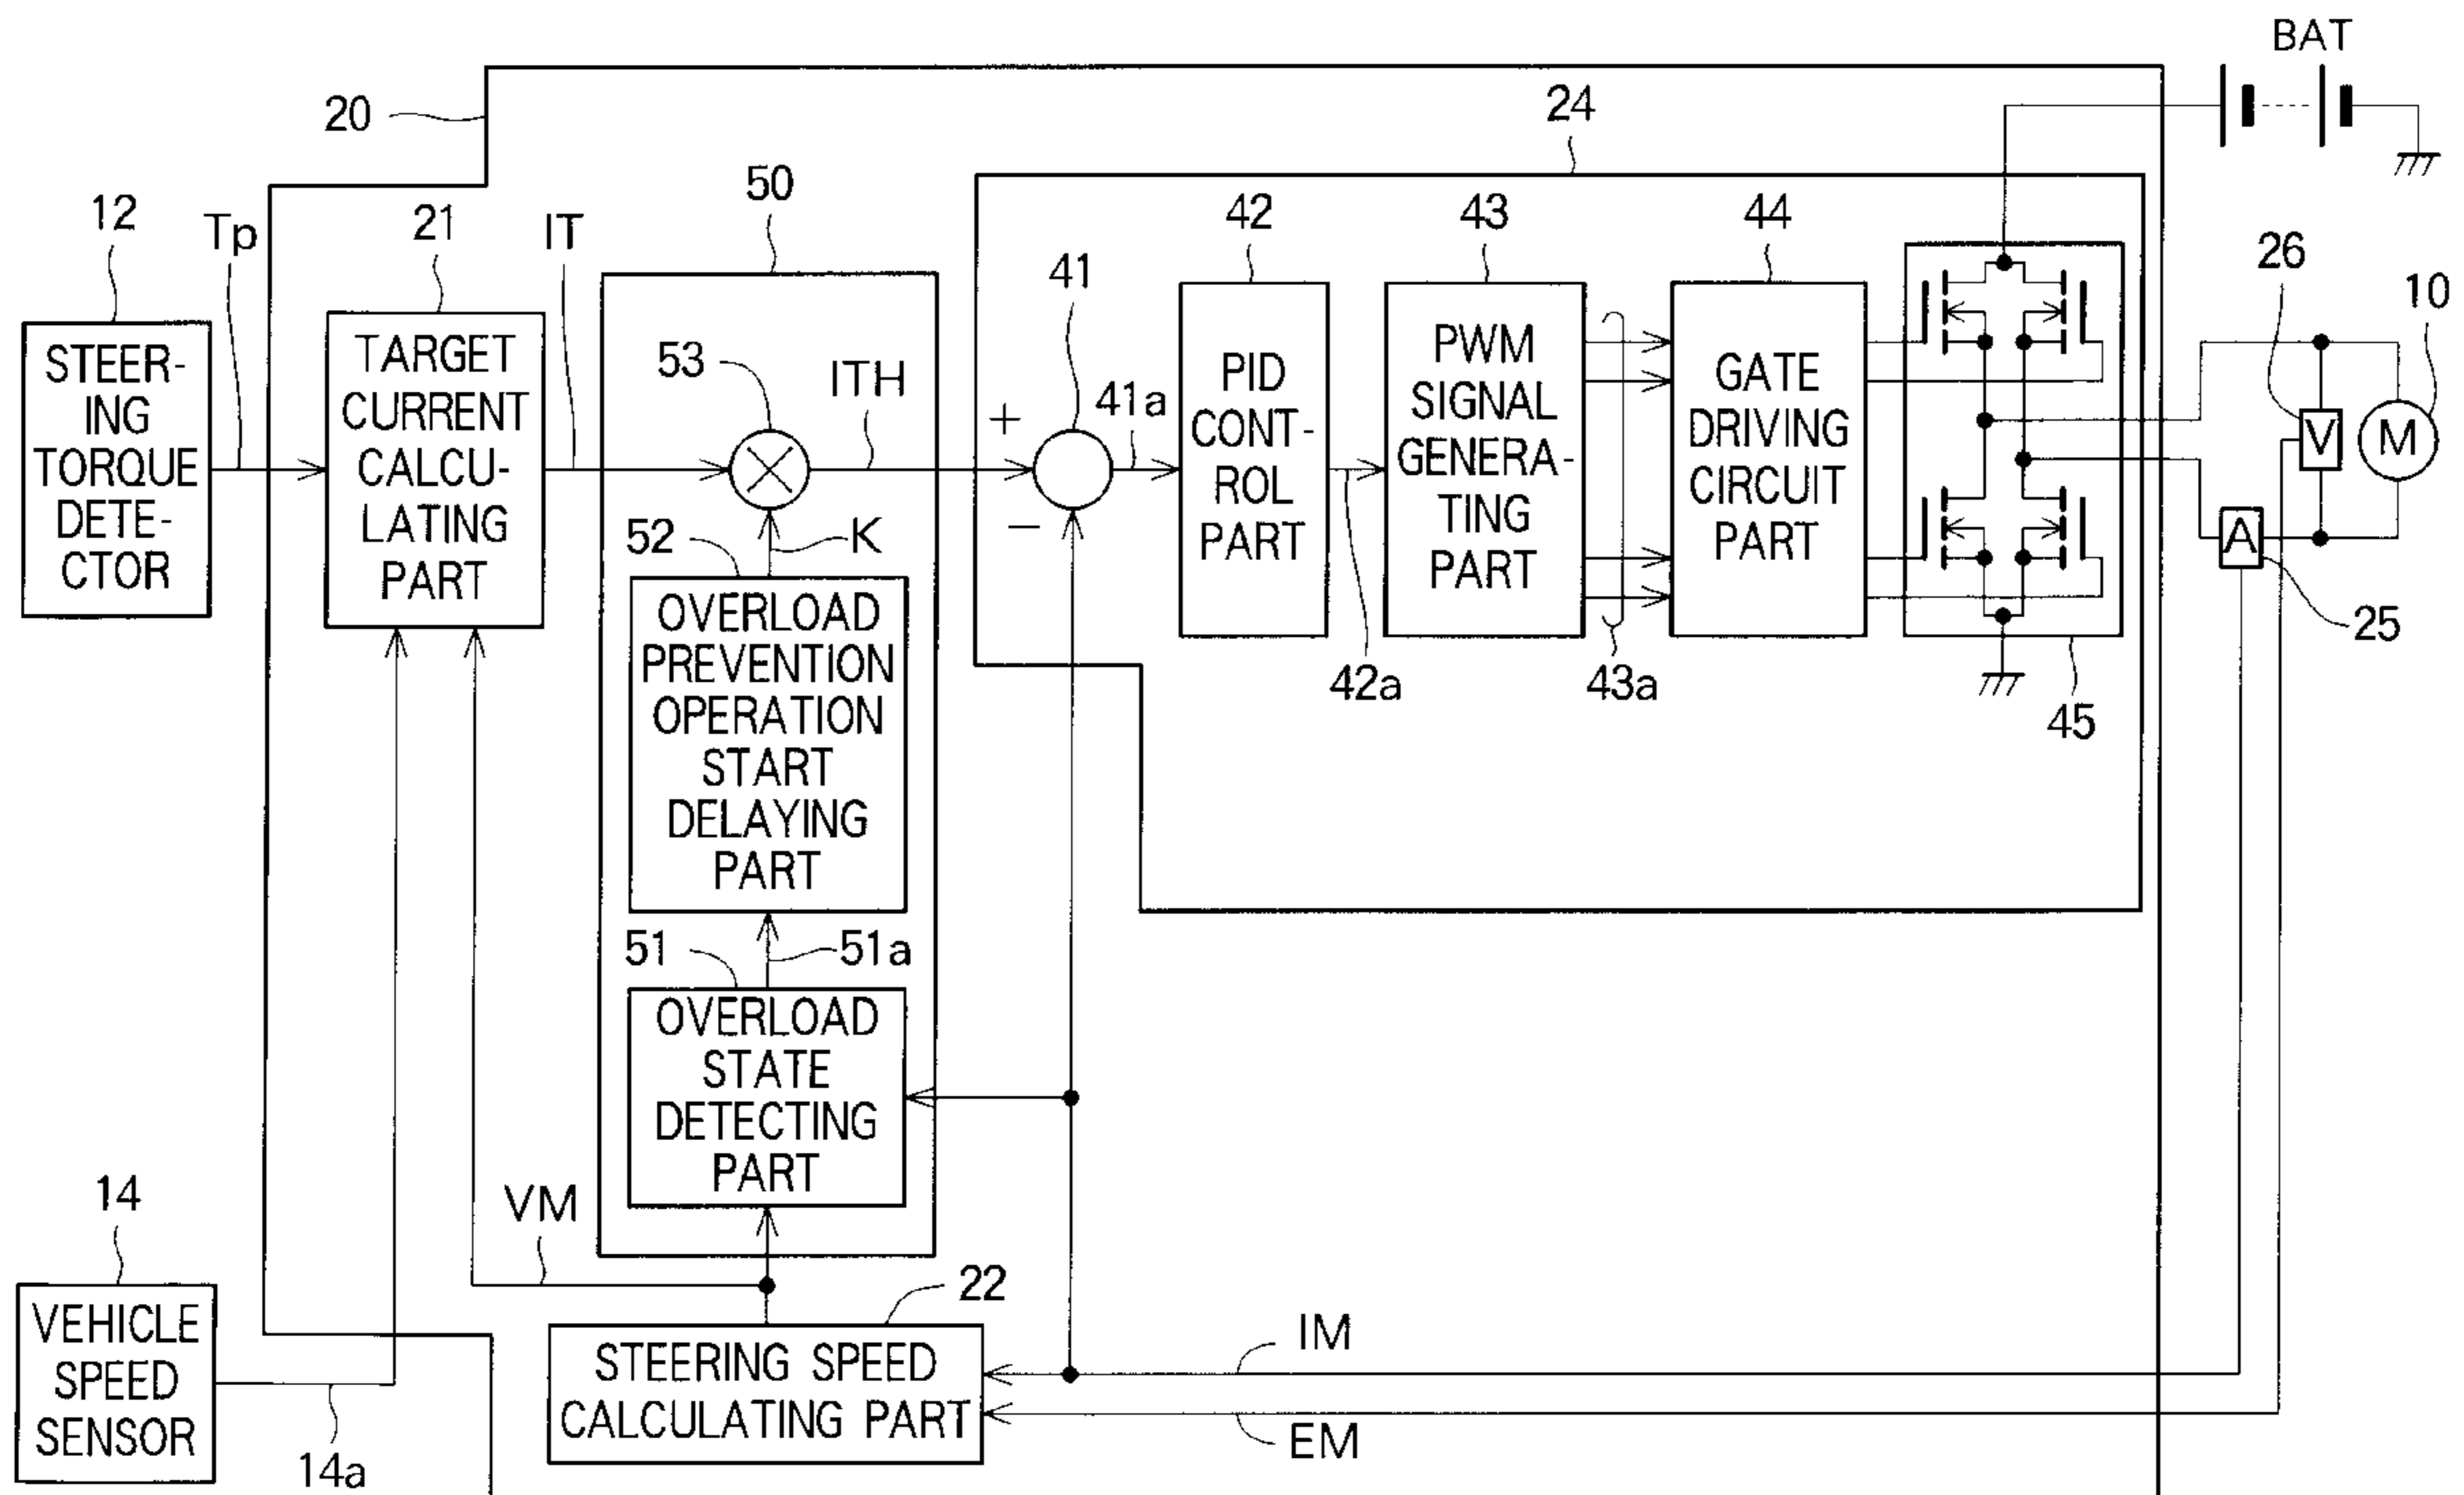 BAT
20
24
12
Tp
21
IT
50
41
42
43
44
26
10
STEER-
ING
TORQUE
DETE-
CTOR
TARGET
CURRENT
CALCU-
LATING
PART
53
ITH
+
41a
−
PID
CONT-
ROL
PART
PWM
SIGNAL
GENERA-
TING
PART
GATE
DRIVING
CIRCUIT
PART
V
M
A
25
52
K
42a
43a
45
OVERLOAD
PREVENTION
OPERATION
START
DELAYING
PART
51
51a
OVERLOAD
STATE
DETECTING
PART
14
VM
22
VEHICLE
SPEED
SENSOR
14a
STEERING SPEED
CALCULATING PART
IM
EM